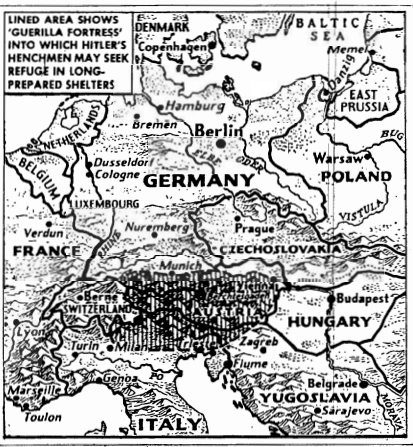 LINED AREA SHOWS
'GUERILLA FORTRESS'
INTO WHICH HITLER'S
HENCHMEN MAY SEEK
REFUGE IN LONG-
PREPARED SHELTERS
DENMARK
BALTIC
SEA
Copenhagen
Memel
Danzig
EAST
PRUSSIA
Hamburg
Bremen
NETHERLANDS
Berlin
BUG
ELBE
ODER
Warsaw
BELGIUM
Dusseldorf
Cologne
GERMANY
POLAND
LUXEMBOURG
VISTULA
Verdun
Nuremberg
Prague
FRANCE
RHINE
CZECHOSLOVAKIA
Munich
Vienna
Berchtesgaden
Berne
SWITZERLAND
AUSTRIA
Budapest
HUNGARY
Lyon
Turin
Milan
Trieste
Zagreb
Genoa
PO
Fiume
Marseille
Belgrade
YUGOSLAVIA
MORAVA
Toulon
ITALY
Sarajevo